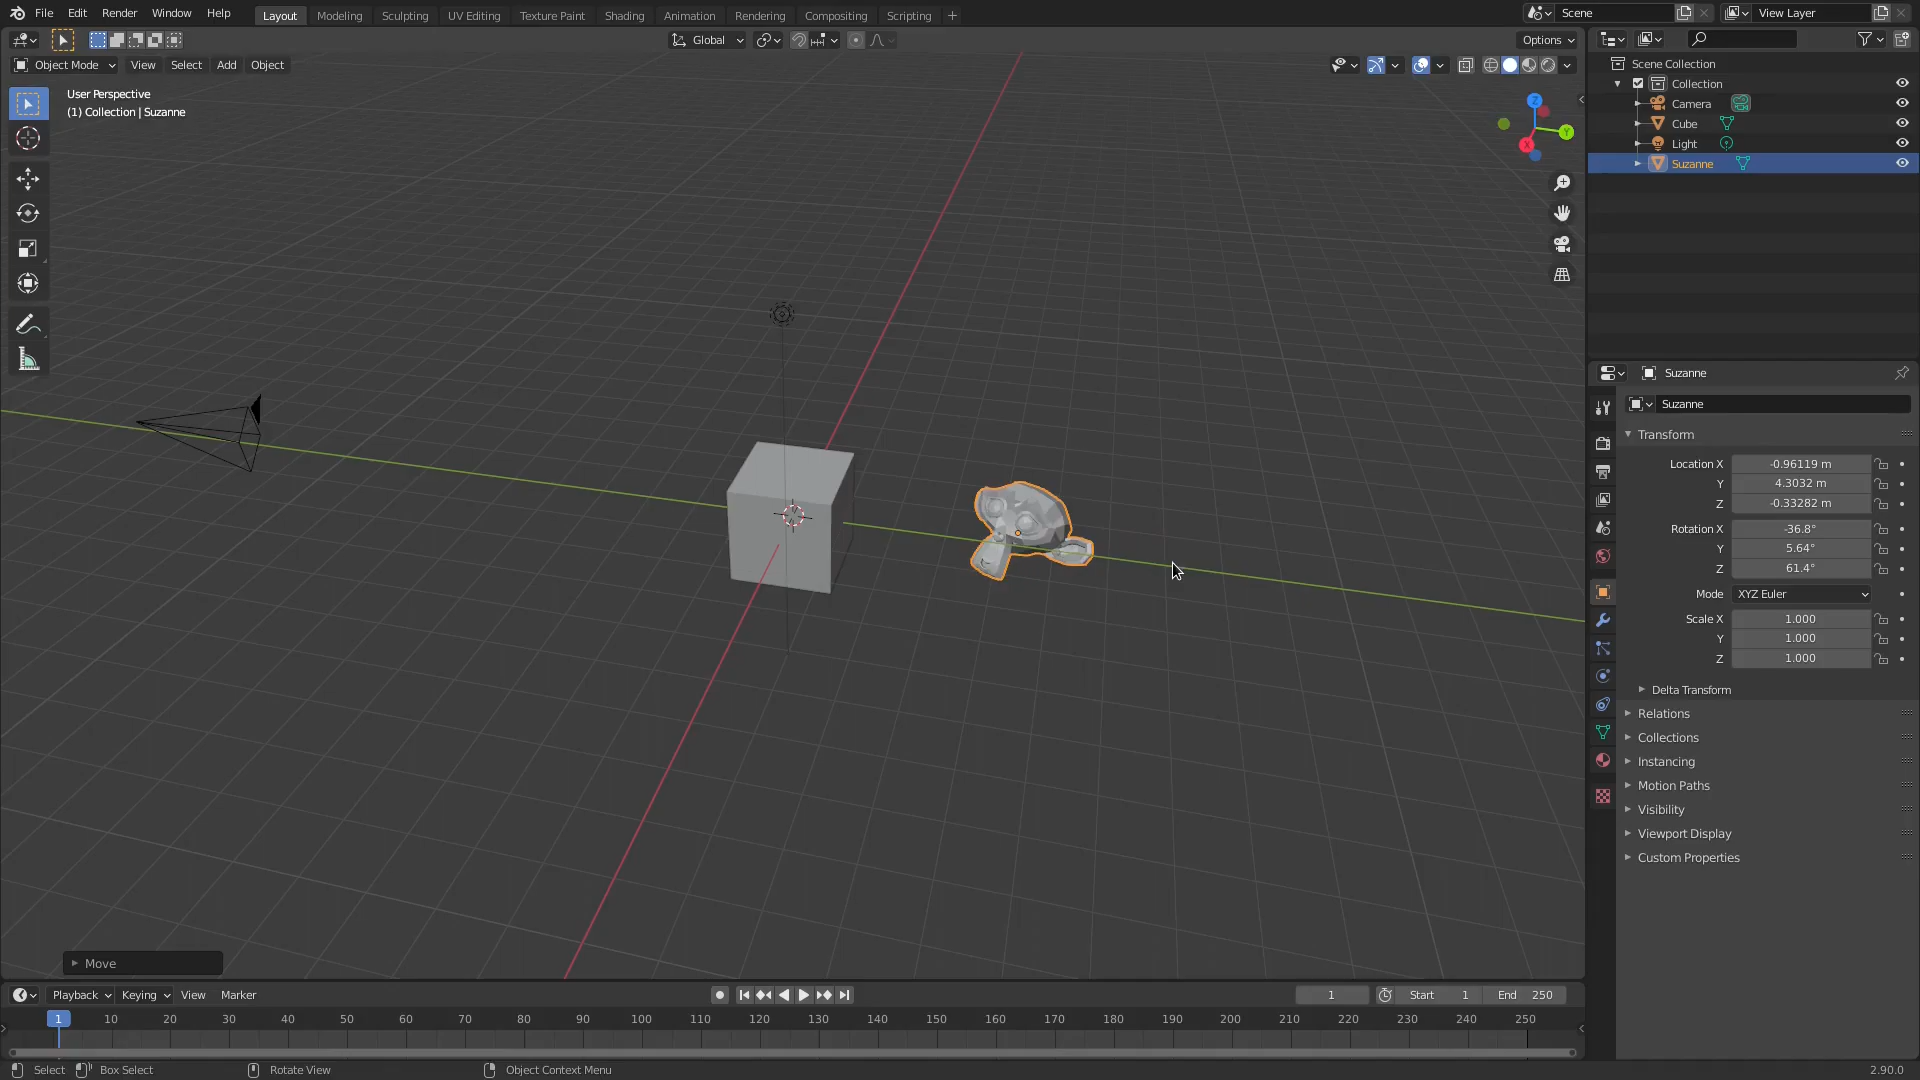 File Edit Render Window Help Layout Modeling Sculpting UV Editing Texture Paint Shading Animation Rendering Compositing Scripting + Scene View Layer
Global Options
Object Mode View Select Add Object
User Perspective
(1) Collection | Suzanne
Z
Y
X
Scene Collection
Collection
Camera
Cube
Light
Suzanne
Suzanne
Suzanne
Transform
Location X -0.96119 m
Y 4.3032 m
Z -0.33282 m
Rotation X -36.8°
Y 5.64°
Z 61.4°
Mode XYZ Euler
Scale X 1.000
Y 1.000
Z 1.000
Delta Transform
Relations
Collections
Instancing
Motion Paths
Visibility
Viewport Display
Custom Properties
Move
Playback Keying View Marker 1 Start 1 End 250
1 10 20 30 40 50 60 70 80 90 100 110 120 130 140 150 160 170 180 190 200 210 220 230 240 250
Select Box Select Rotate View Object Context Menu 2.90.0